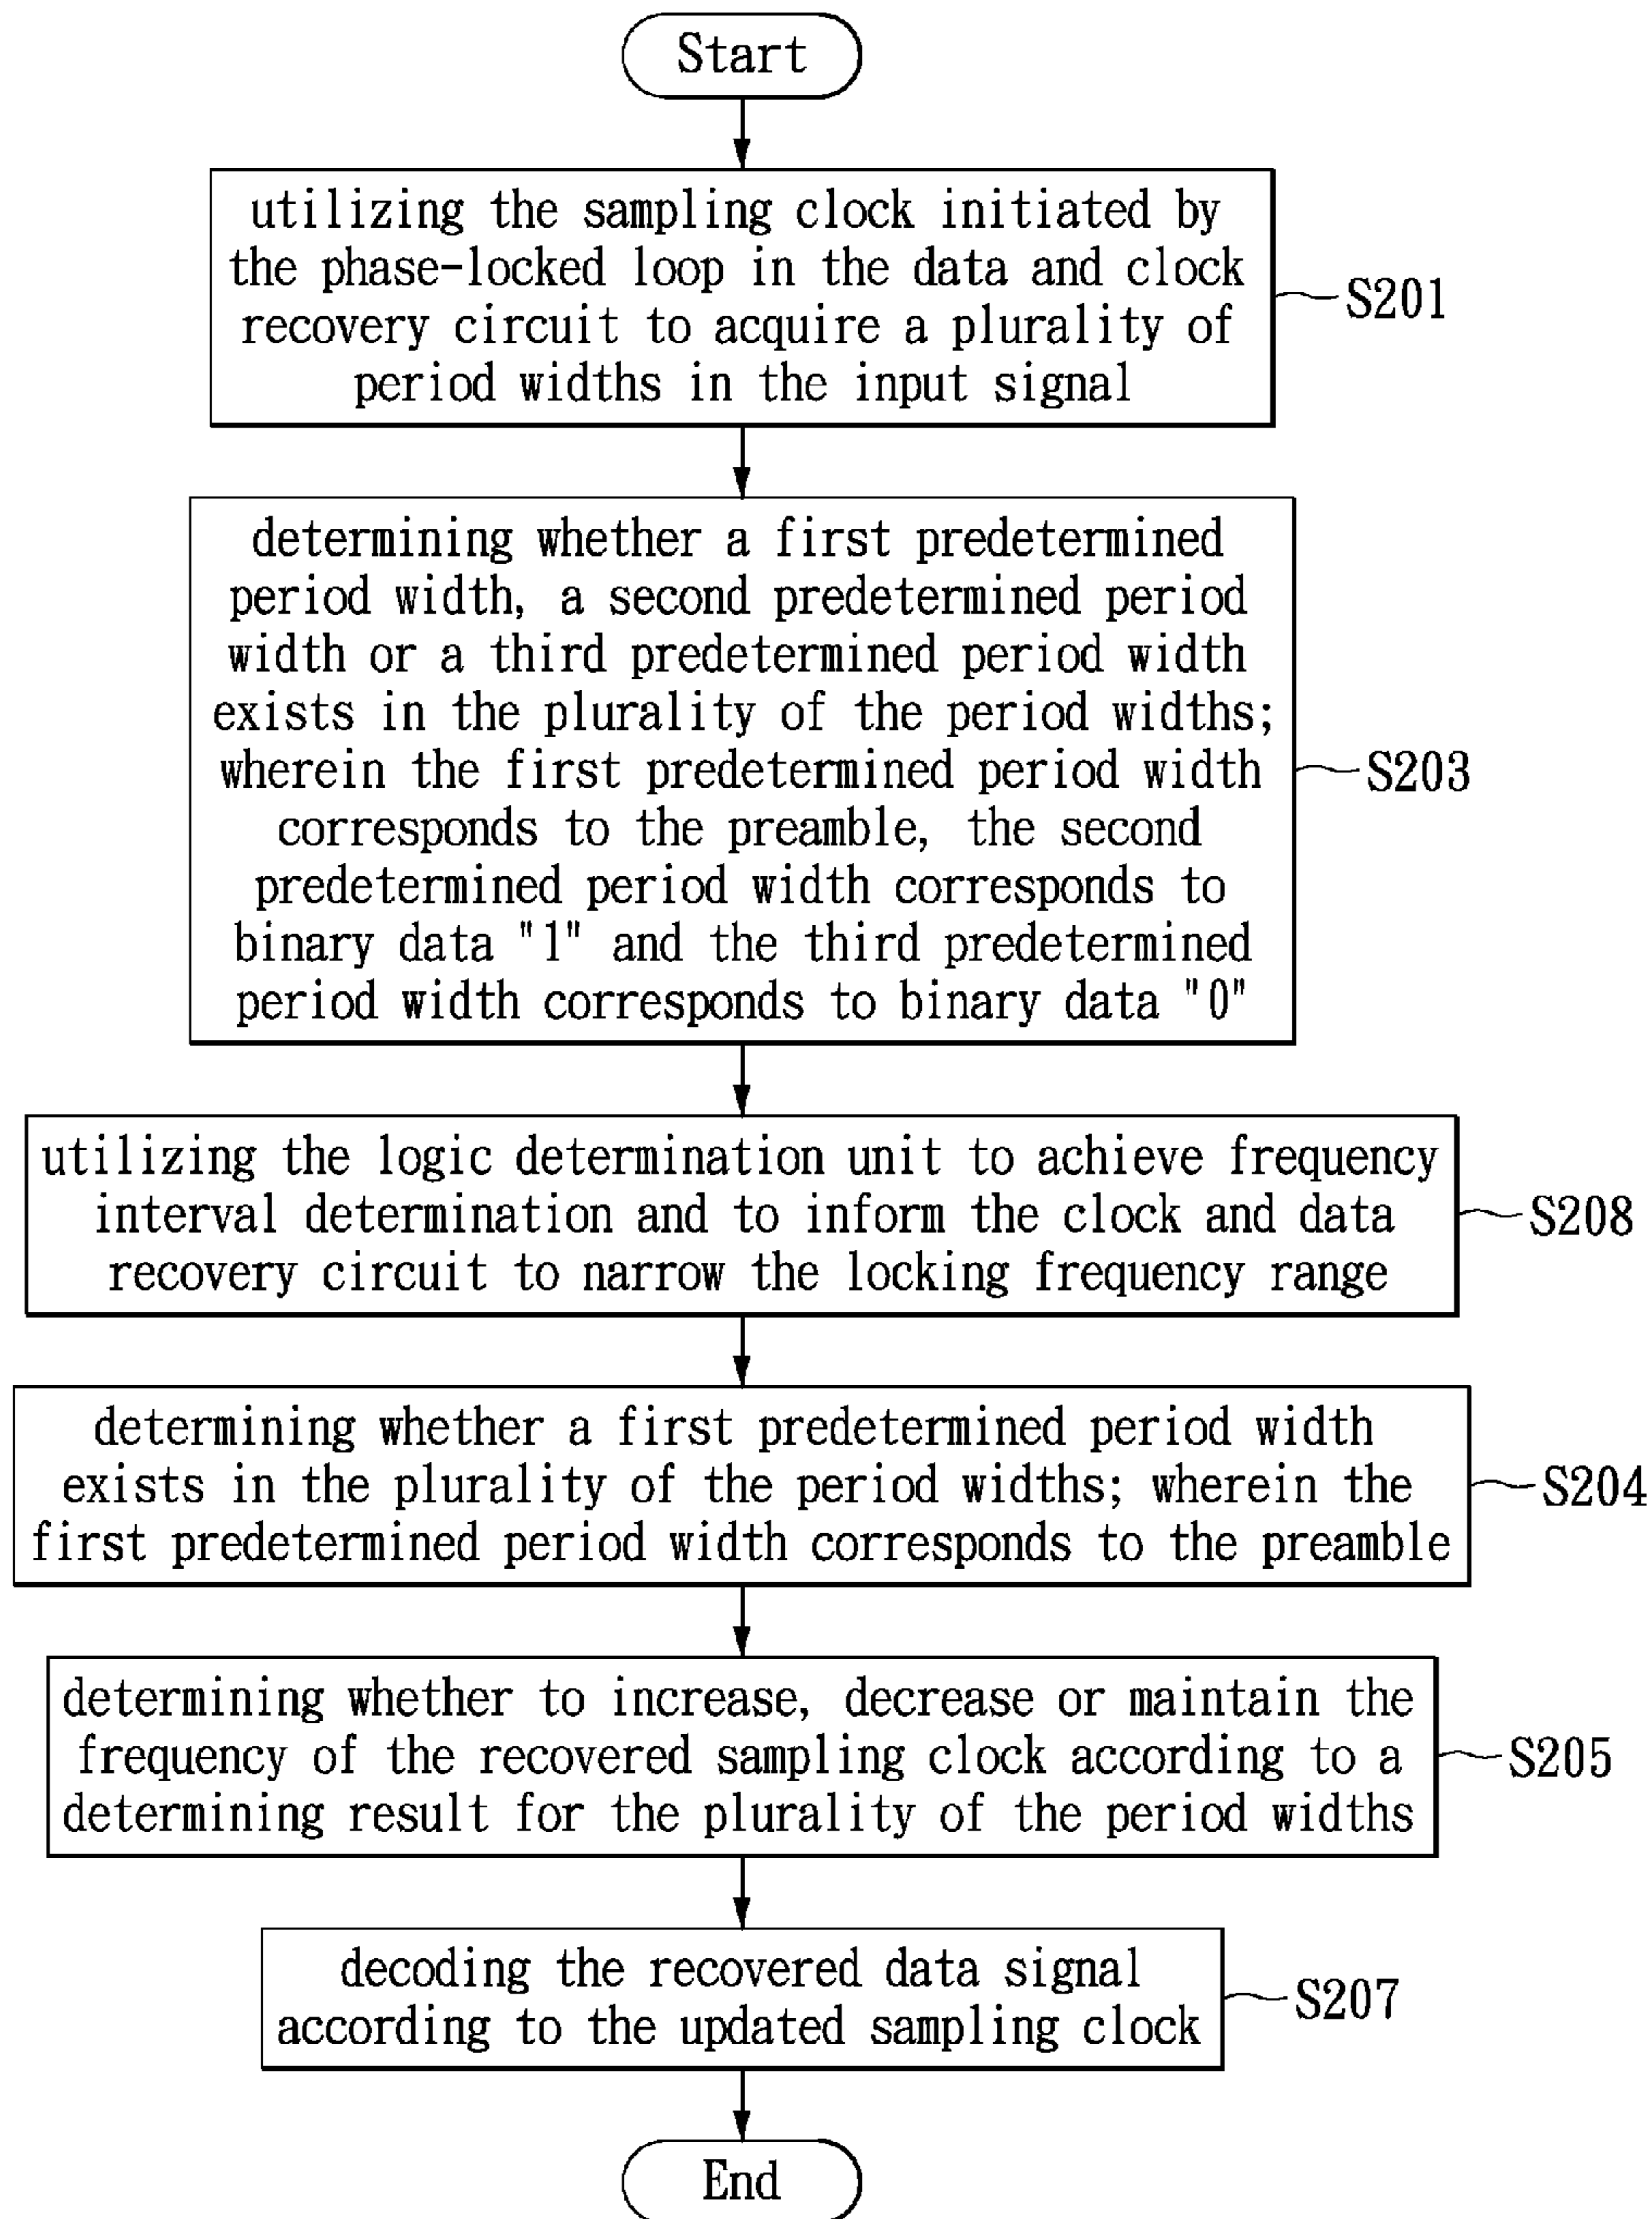 Start
utilizing the sampling clock initiated by
the phase-locked loop in the data and clock
recovery circuit to acquire a plurality of
period widths in the input signal
S201
determining whether a first predetermined
period width, a second predetermined period
width or a third predetermined period width
exists in the plurality of the period widths;
wherein the first predetermined period width
corresponds to the preamble, the second
predetermined period width corresponds to
binary data "1" and the third predetermined
period width corresponds to binary data "0"
S203
utilizing the logic determination unit to achieve frequency
interval determination and to inform the clock and data
recovery circuit to narrow the locking frequency range
S208
determining whether a first predetermined period width
exists in the plurality of the period widths; wherein the
first predetermined period width corresponds to the preamble
S204
determining whether to increase, decrease or maintain the
frequency of the recovered sampling clock according to a
determining result for the plurality of the period widths
S205
decoding the recovered data signal
according to the updated sampling clock
S207
End